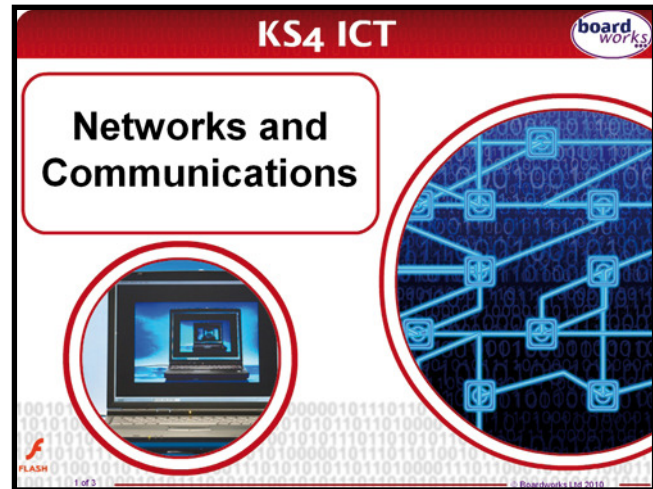 KS4 ICT
board
works
Networks and
Communications
FLASH
1 of 3
© Boardworks Ltd 2010